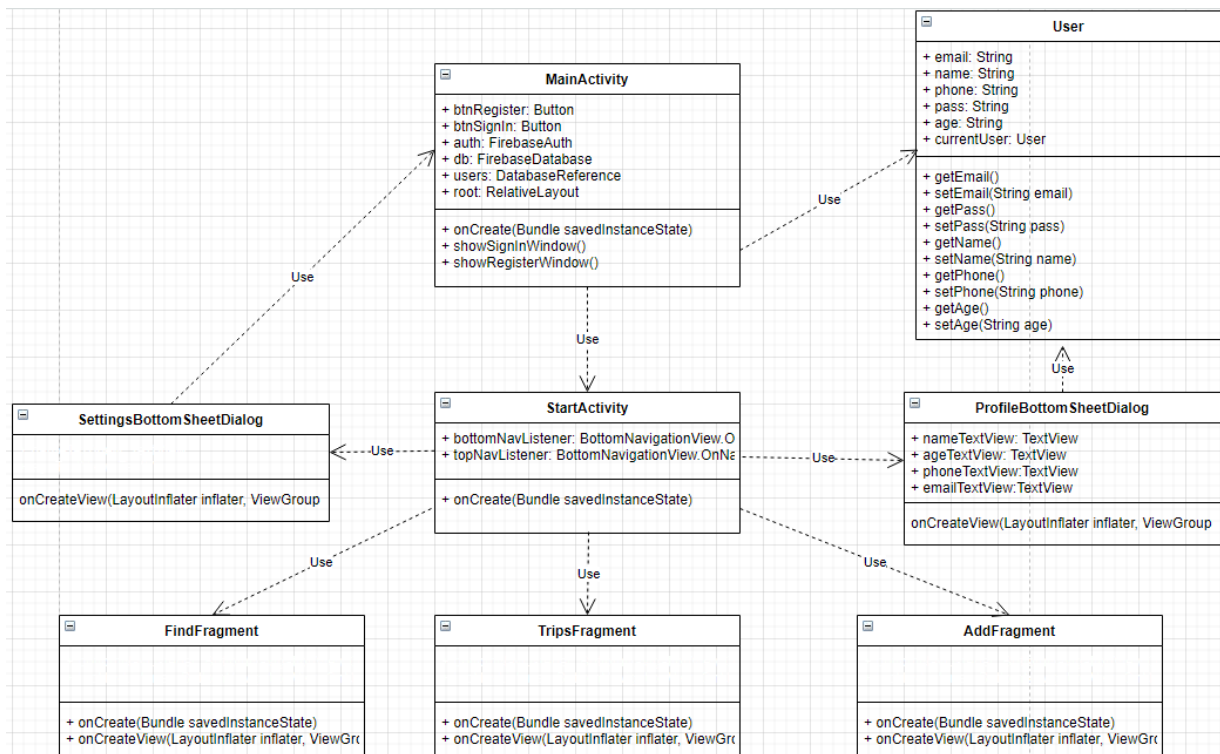 User
+ email: String
+ name: String
+ phone: String
+ pass: String
+ age: String
+ currentUser: User
+ getEmail()
+ setEmail(String email)
+ getPass()
+ setPass(String pass)
+ getName()
+ setName(String name)
+ getPhone()
+ setPhone(String phone)
+ getAge()
+ setAge(String age)
MainActivity
+ btnRegister: Button
+ btnSignIn: Button
+ auth: FirebaseAuth
+ db: FirebaseDatabase
+ users: DatabaseReference
+ root: RelativeLayout
+ onCreate(Bundle savedInstanceState)
+ showSignInWindow()
+ showRegisterWindow()
Use
Use
Use
Use
SettingsBottomSheetDialog
onCreateView(LayoutInflater inflater, ViewGroup
StartActivity
+ bottomNavListener: BottomNavigationView.O
+ topNavListener: BottomNavigationView.OnNa
+ onCreate(Bundle savedInstanceState)
ProfileBottomSheetDialog
+ nameTextView: TextView
+ ageTextView: TextView
+ phoneTextView:TextView
+ emailTextView:TextView
onCreateView(LayoutInflater inflater, ViewGroup
Use
Use
Use
Use
Use
FindFragment
+ onCreate(Bundle savedInstanceState)
+ onCreateView(LayoutInflater inflater, ViewGro
TripsFragment
+ onCreate(Bundle savedInstanceState)
+ onCreateView(LayoutInflater inflater, ViewGro
AddFragment
+ onCreate(Bundle savedInstanceState)
+ onCreateView(LayoutInflater inflater, ViewGro